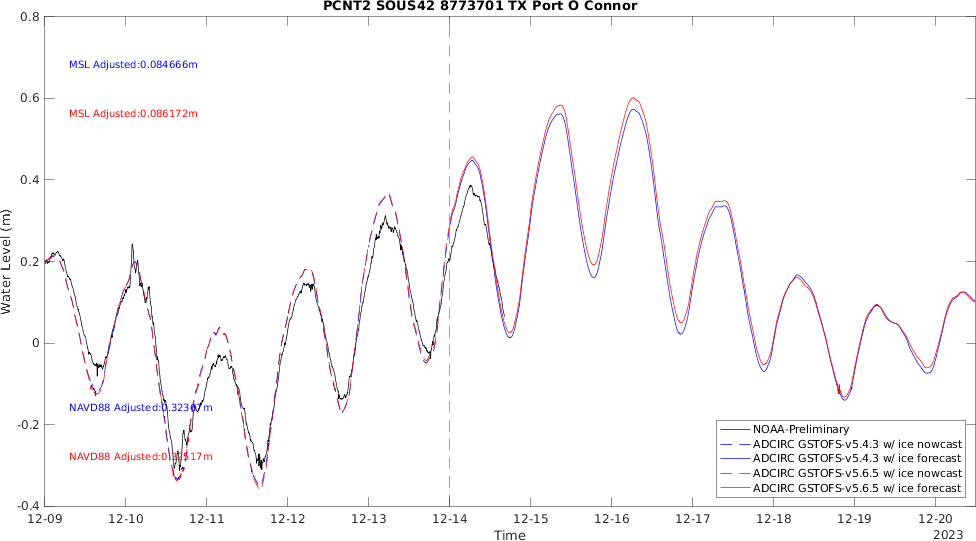 PCNT2 SOUS42 8773701 TX Port O Connor
0.8
0.6
0.4
0.2
0
-0.2
-0.4
Water Level (m)
MSL Adjusted:0.084666m
MSL Adjusted:0.086172m
NAVD88 Adjusted:
NAVD88 Adjusted:
NOAA-Preliminary
ADCIRC GSTOFS-v5.4.3 w/ ice nowcast
ADCIRC GSTOFS-v5.4.3 w/ ice forecast
ADCIRC GSTOFS-v5.6.5 w/ ice nowcast
ADCIRC GSTOFS-v5.6.5 w/ ice forecast
12-09 12-10 12-11 12-12 12-13 12-14 12-15 12-16 12-17 12-18 12-19 12-20
2023
Time